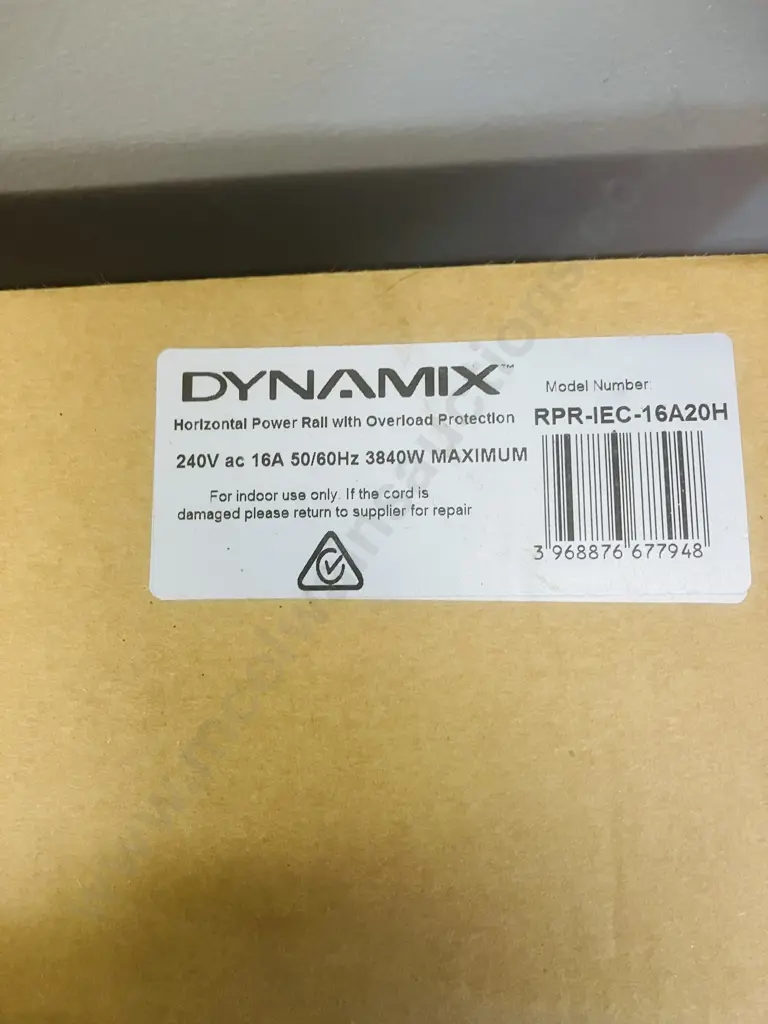 DYNAMIX™
Horizontal Power Rail with Overload Protection
240V ac 16A 50/60Hz 3840W MAXIMUM
For indoor use only. If the cord is
damaged please return to supplier for repair
Model Number:
RPR-IEC-16A20H
3 968876 677948